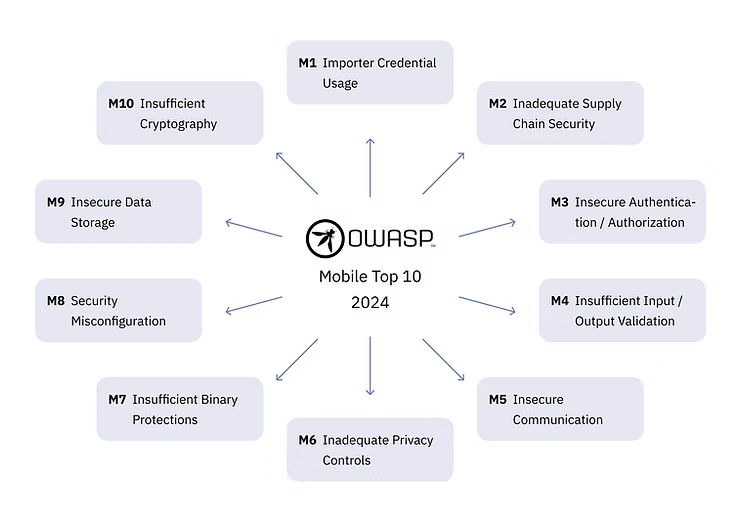 M1 Importer Credential
Usage
M2 Inadequate Supply
Chain Security
M3 Insecure Authentica-
tion / Authorization
M4 Insufficient Input /
Output Validation
M5 Insecure
Communication
M6 Inadequate Privacy
Controls
M7 Insufficient Binary
Protections
M8 Security
Misconfiguration
M9 Insecure Data
Storage
M10 Insufficient
Cryptography
OWASP
Mobile Top 10
2024